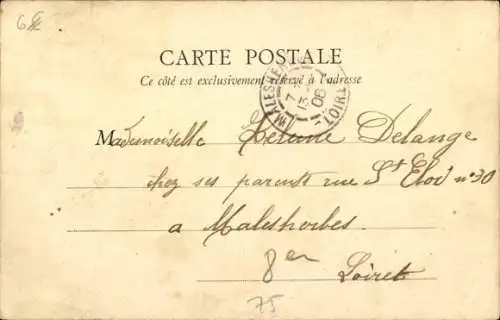 CARTE POSTALE
Ce côté est exclusivement réservé à l'adresse
MALESHERBES
LOIRET
06
Mademoiselle Delange
chez ses parents rue St Eloi n° 30
a Malesherbes
8er
Loiret
75